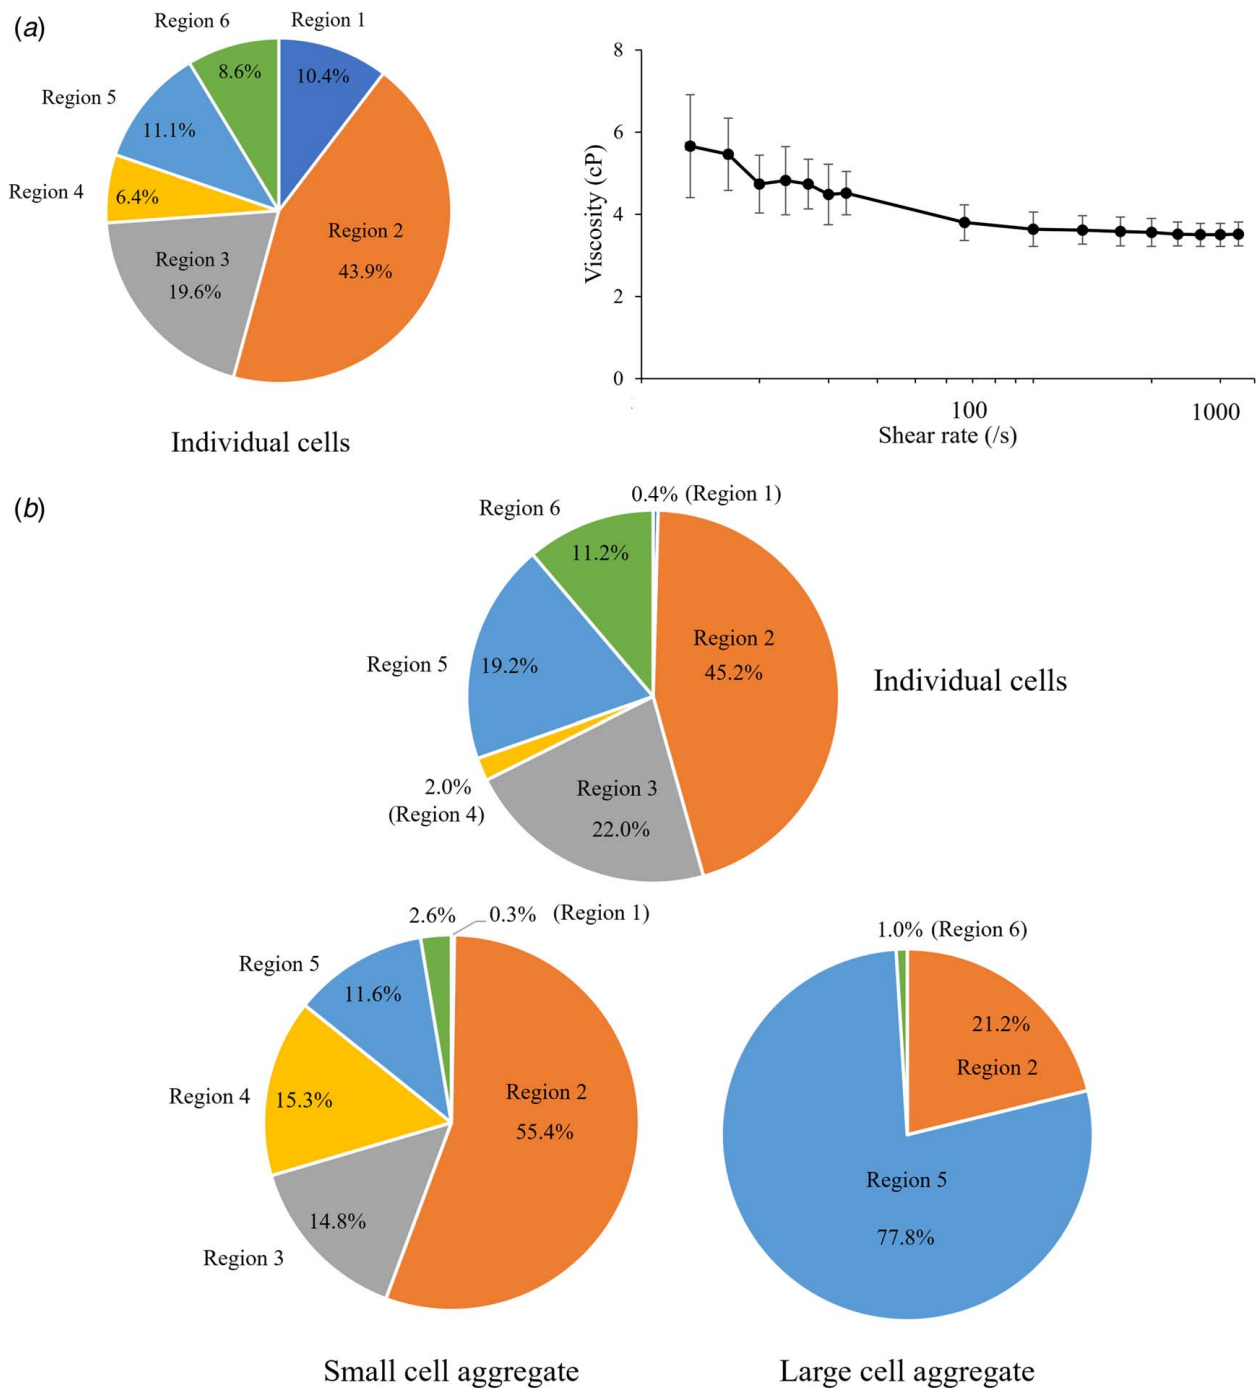 (a)
Region 6
Region 1
8.6%
10.4%
Region 5
11.1%
Region 4
6.4%
Region 2
43.9%
Region 3
19.6%
Individual cells
8
6
4
2
0
Viscosity (cP)
100
1000
Shear rate (/s)
(b)
0.4% (Region 1)
Region 6
11.2%
Region 2
45.2%
Region 5
19.2%
Individual cells
2.0%
(Region 4)
Region 3
22.0%
2.6%
0.3% (Region 1)
Region 5
11.6%
Region 4
15.3%
Region 2
55.4%
14.8%
Region 3
Small cell aggregate
1.0% (Region 6)
21.2%
Region 2
Region 5
77.8%
Large cell aggregate